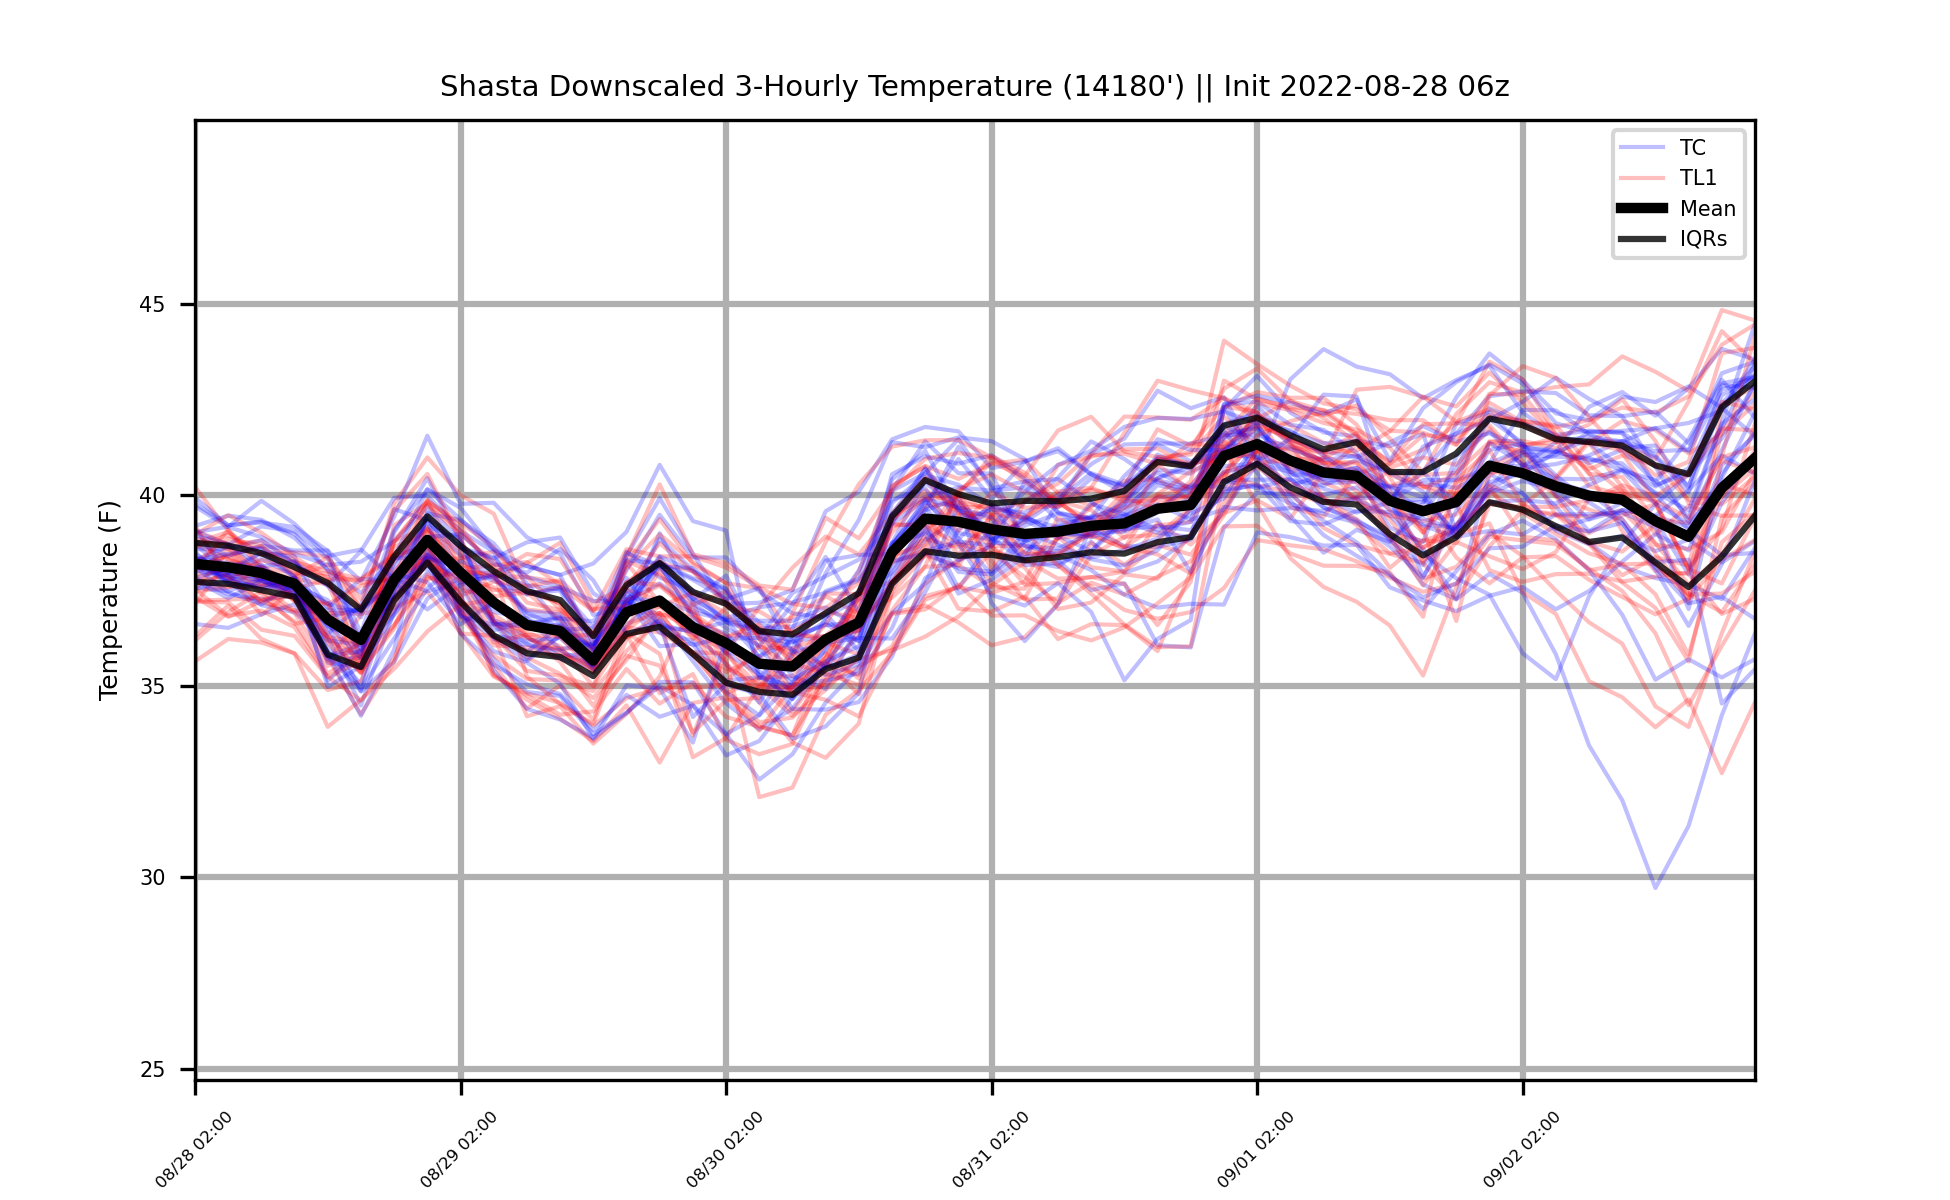 Shasta Downscaled 3-Hourly Temperature (14180') || Init 2022-08-28 06z
TC
TL1
Mean
IQRs
Temperature (F)
45
40
35
30
25
08/28 02:00
08/29 02:00
08/30 02:00
08/31 02:00
09/01 02:00
09/02 02:00